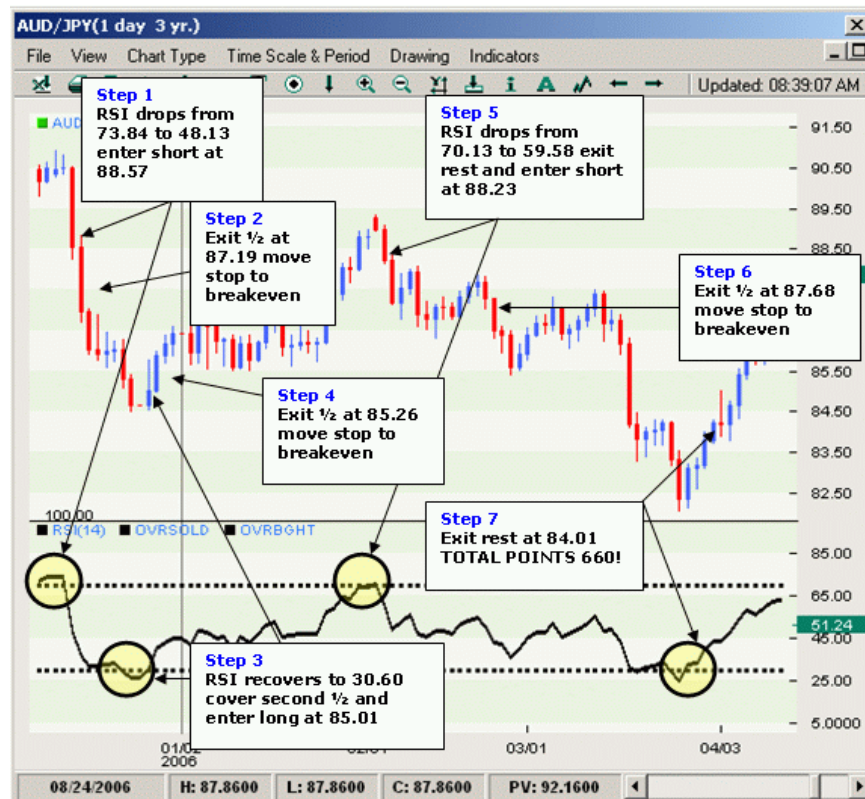 AUD/JPY(1 day 3 yr.)
File View Chart Type Time Scale & Period Drawing Indicators
Updated: 08:39:07 AM
Step 1
RSI drops from
73.84 to 48.13
enter short at
88.57
Step 5
RSI drops from
70.13 to 59.58 exit
rest and enter short
at 88.23
Step 2
Exit ½ at
87.19 move
stop to
breakeven
Step 6
Exit ½ at 87.68
move stop to
breakeven
Step 4
Exit ½ at 85.26
move stop to
breakeven
Step 7
Exit rest at 84.01
TOTAL POINTS 660!
Step 3
RSI recovers to 30.60
cover second ½ and
enter long at 85.01
AUD
91.50
90.50
89.50
88.50
85.50
84.50
83.50
82.50
100.00
RSI(14) OVRSOLD OVRBGHT
85.00
65.00
51.24
45.00
25.00
5.0000
01/02 02/01 03/01 04/03
2006
08/24/2006 H: 87.8600 L: 87.8600 C: 87.8600 PV: 92.1600